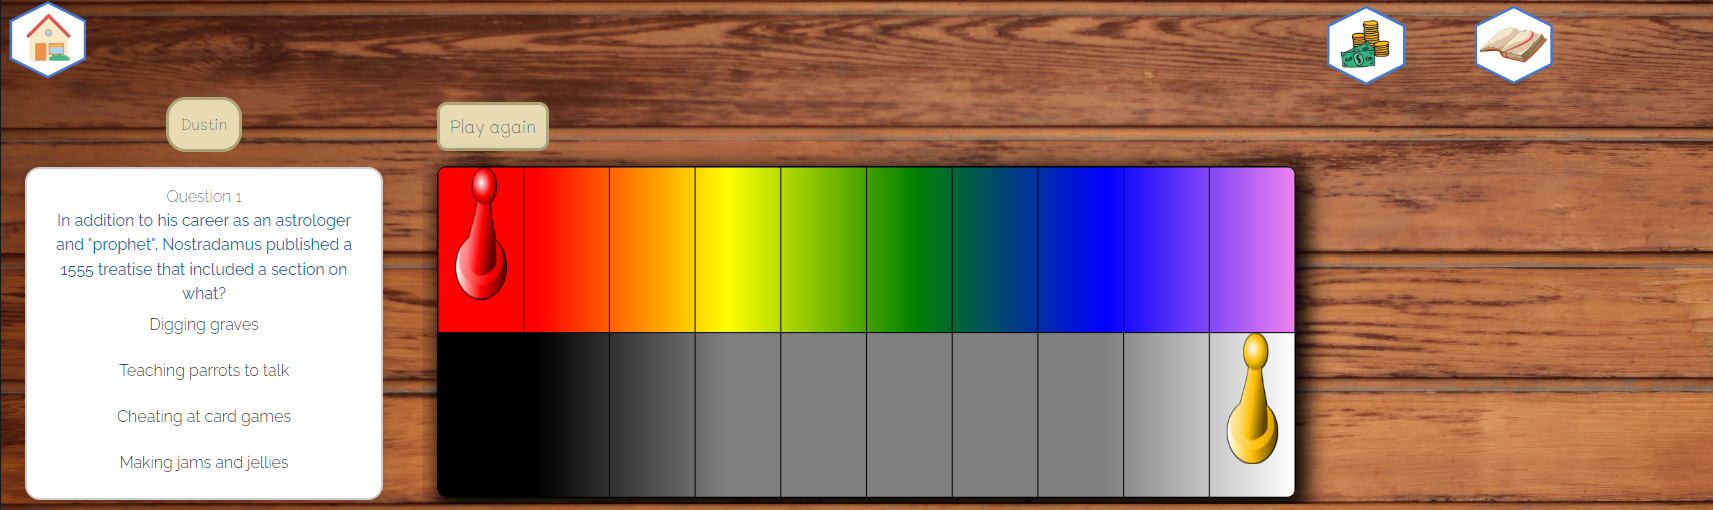 Dustin
Play again
Question 1
In addition to his career as an astrologer
and "prophet", Nostradamus published a
1555 treatise that included a section on
what?
Digging graves
Teaching parrots to talk
Cheating at card games
Making jams and jellies